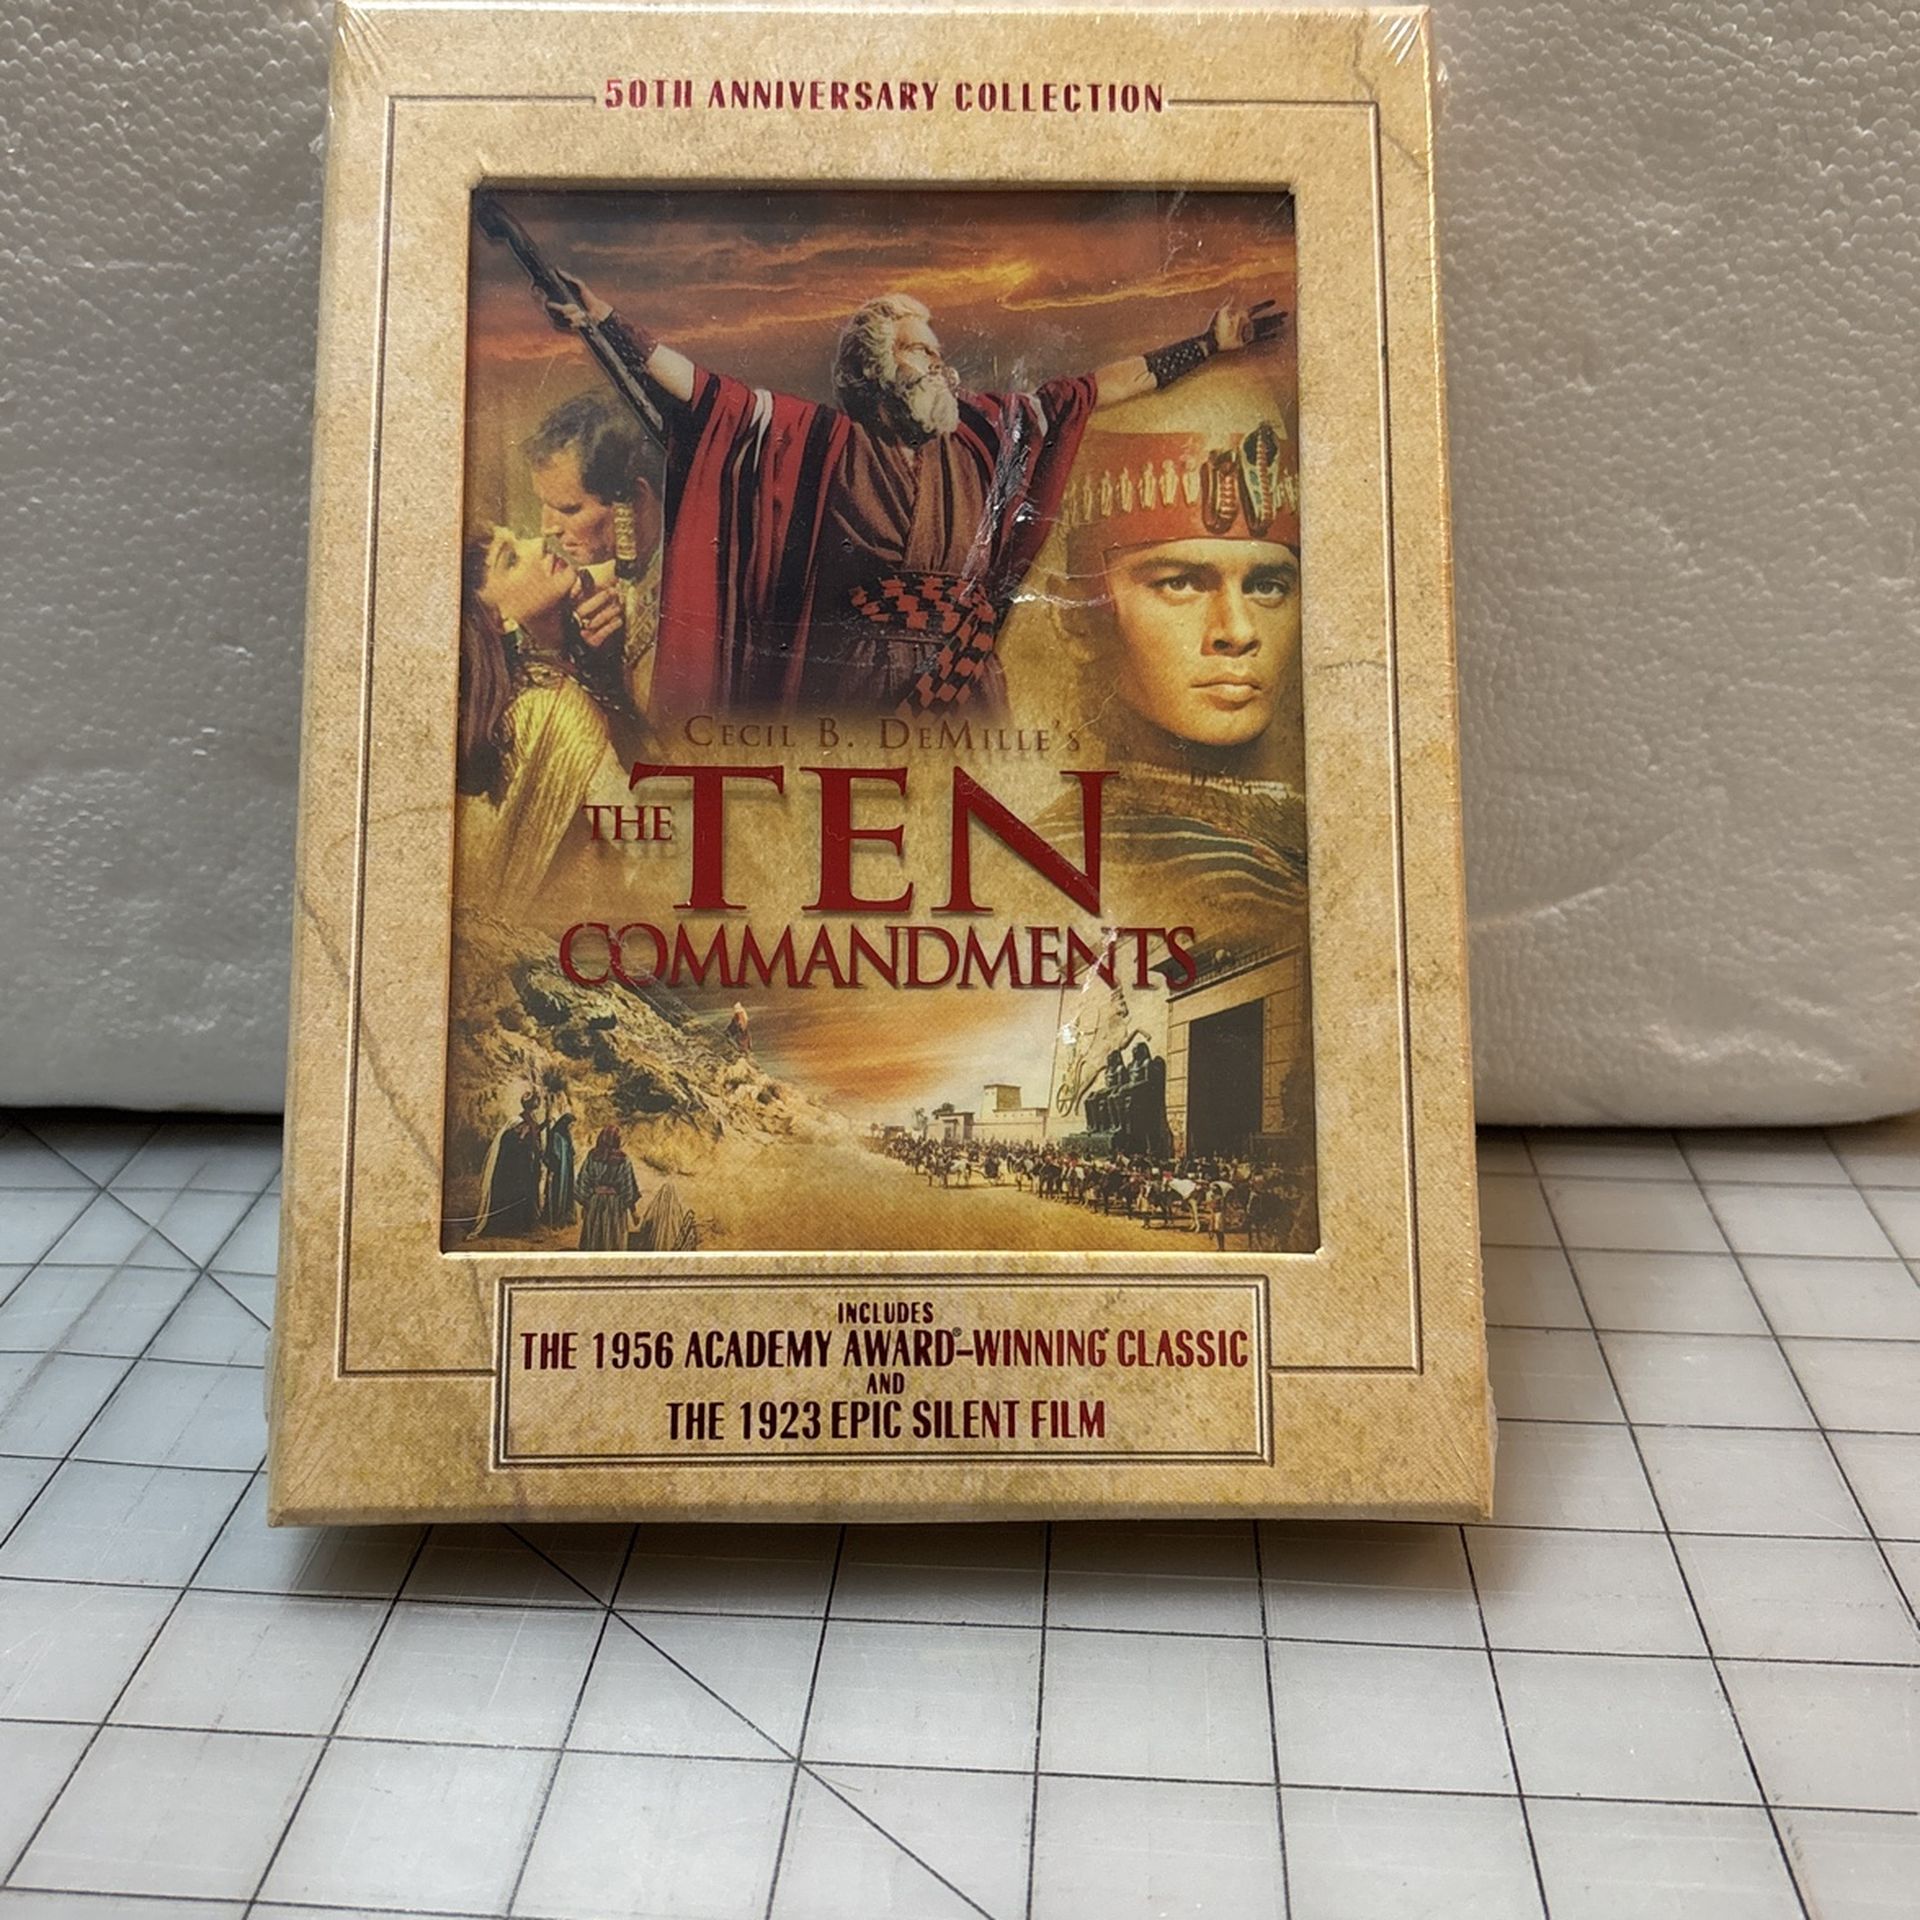 50TH ANNIVERSARY COLLECTION
CECIL B. DEMILLE'S
THE TEN
COMMANDMENTS
INCLUDES
THE 1956 ACADEMY AWARD®-WINNING* CLASSIC
AND
THE 1923 EPIC SILENT FILM